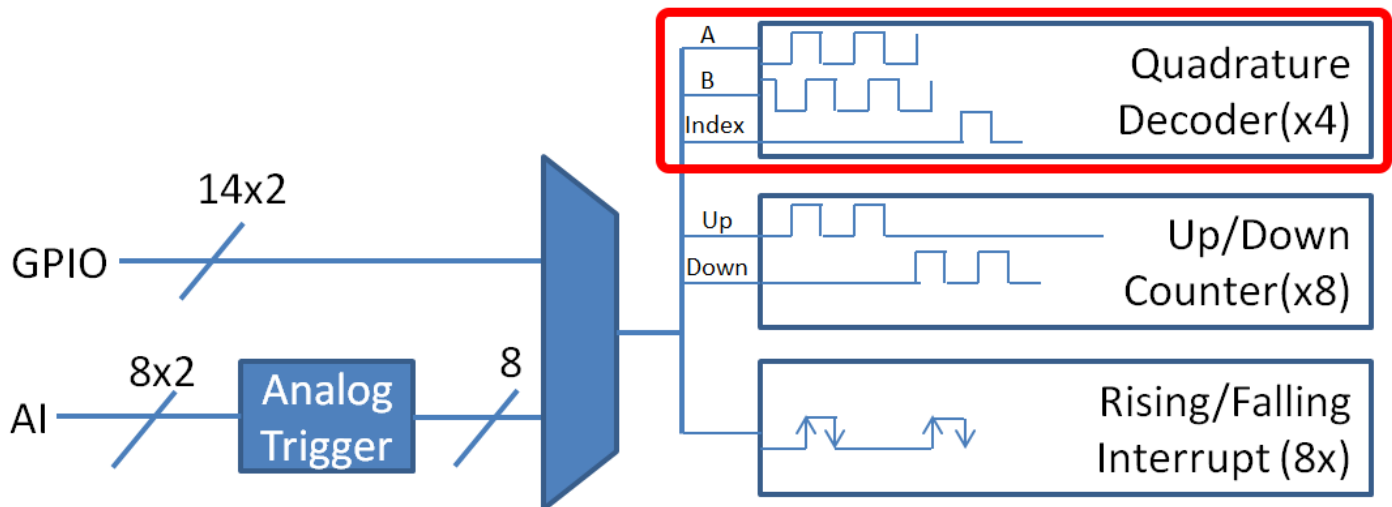 A
B
Index
Quadrature
Decoder(x4)
14x2
GPIO
Up
Down
Up/Down
Counter(x8)
8x2
AI
Analog
Trigger
8
Rising/Falling
Interrupt (8x)